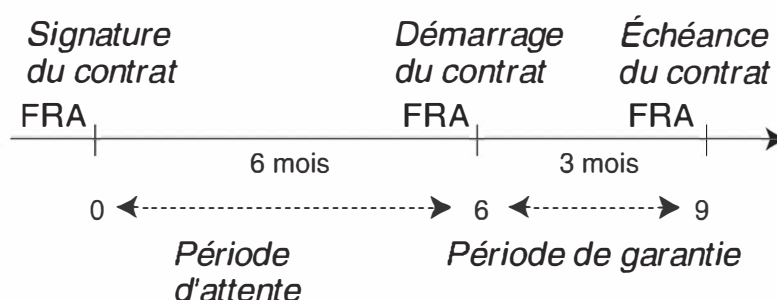 Signature
du contrat
FRA
Démarrage
du contrat
FRA
Échéance
du contrat
FRA
6 mois
3 mois
0
6
9
Période
d'attente
Période de garantie